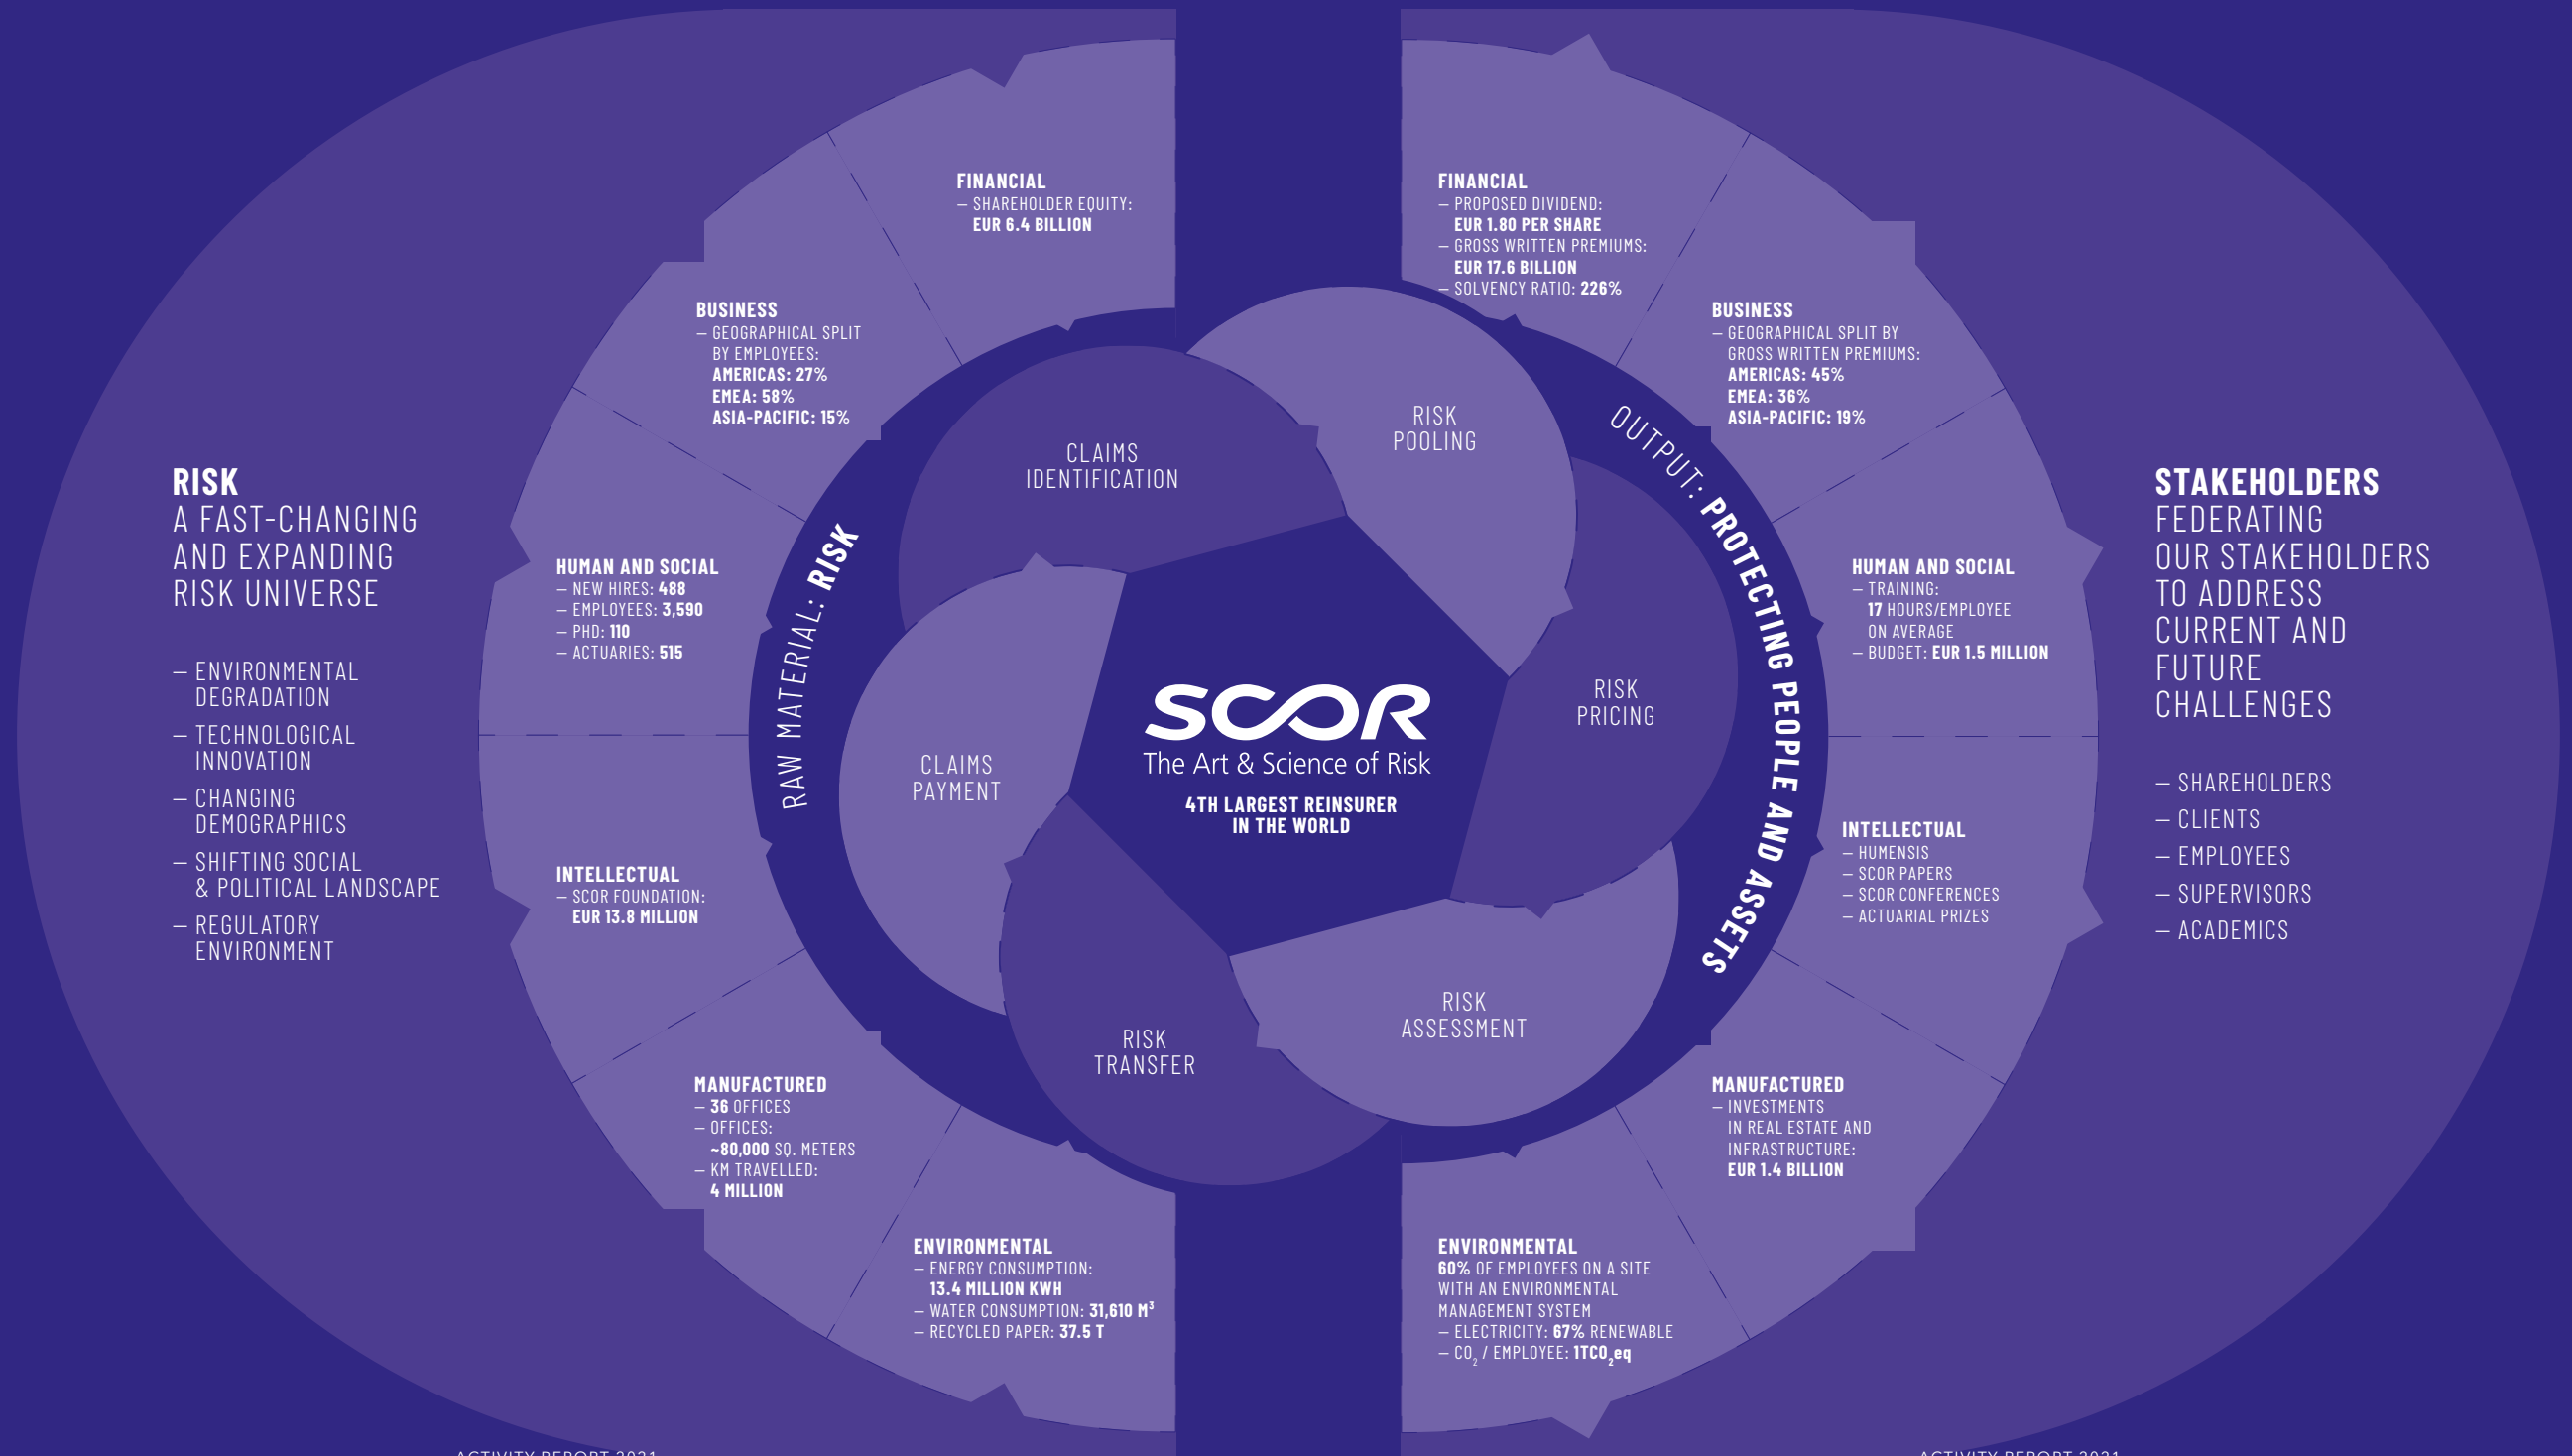 RISK
A FAST-CHANGING
AND EXPANDING
RISK UNIVERSE
— ENVIRONMENTAL
DEGRADATION
— TECHNOLOGICAL
INNOVATION
— CHANGING
DEMOGRAPHICS
— SHIFTING SOCIAL
& POLITICAL LANDSCAPE
— REGULATORY
ENVIRONMENT
FINANCIAL
— SHAREHOLDER EQUITY:
EUR 6.4 BILLION
BUSINESS
— GEOGRAPHICAL SPLIT
BY EMPLOYEES:
AMERICAS: 27%
EMEA: 58%
ASIA-PACIFIC: 15%
HUMAN AND SOCIAL
— NEW HIRES: 488
— EMPLOYEES: 3,590
— PHD: 110
— ACTUARIES: 515
INTELLECTUAL
— SCOR FOUNDATION:
EUR 13.8 MILLION
MANUFACTURED
— 36 OFFICES
— OFFICES:
~80,000 SQ. METERS
— KM TRAVELLED:
4 MILLION
ENVIRONMENTAL
— ENERGY CONSUMPTION:
13.4 MILLION KWH
— WATER CONSUMPTION: 31,610 M³
— RECYCLED PAPER: 37.5 T
RAW MATERIAL: RISK
CLAIMS
IDENTIFICATION
RISK
POOLING
RISK
PRICING
RISK
ASSESSMENT
RISK
TRANSFER
CLAIMS
PAYMENT
SCOR
The Art & Science of Risk
4TH LARGEST REINSURER
IN THE WORLD
OUTPUT: PROTECTING PEOPLE AND ASSETS
FINANCIAL
— PROPOSED DIVIDEND:
EUR 1.80 PER SHARE
— GROSS WRITTEN PREMIUMS:
EUR 17.6 BILLION
— SOLVENCY RATIO: 226%
BUSINESS
— GEOGRAPHICAL SPLIT BY
GROSS WRITTEN PREMIUMS:
AMERICAS: 45%
EMEA: 36%
ASIA-PACIFIC: 19%
HUMAN AND SOCIAL
— TRAINING:
17 HOURS/EMPLOYEE
ON AVERAGE
— BUDGET: EUR 1.5 MILLION
INTELLECTUAL
— HUMENSIS
— SCOR PAPERS
— SCOR CONFERENCES
— ACTUARIAL PRIZES
MANUFACTURED
— INVESTMENTS
IN REAL ESTATE AND
INFRASTRUCTURE:
EUR 1.4 BILLION
ENVIRONMENTAL
60% OF EMPLOYEES ON A SITE
WITH AN ENVIRONMENTAL
MANAGEMENT SYSTEM
— ELECTRICITY: 67% RENEWABLE
— CO₂ / EMPLOYEE: 1TCO₂eq
STAKEHOLDERS
FEDERATING
OUR STAKEHOLDERS
TO ADDRESS
CURRENT AND
FUTURE
CHALLENGES
— SHAREHOLDERS
— CLIENTS
— EMPLOYEES
— SUPERVISORS
— ACADEMICS
ACTIVITY REPORT 2021
ACTIVITY REPORT 2021